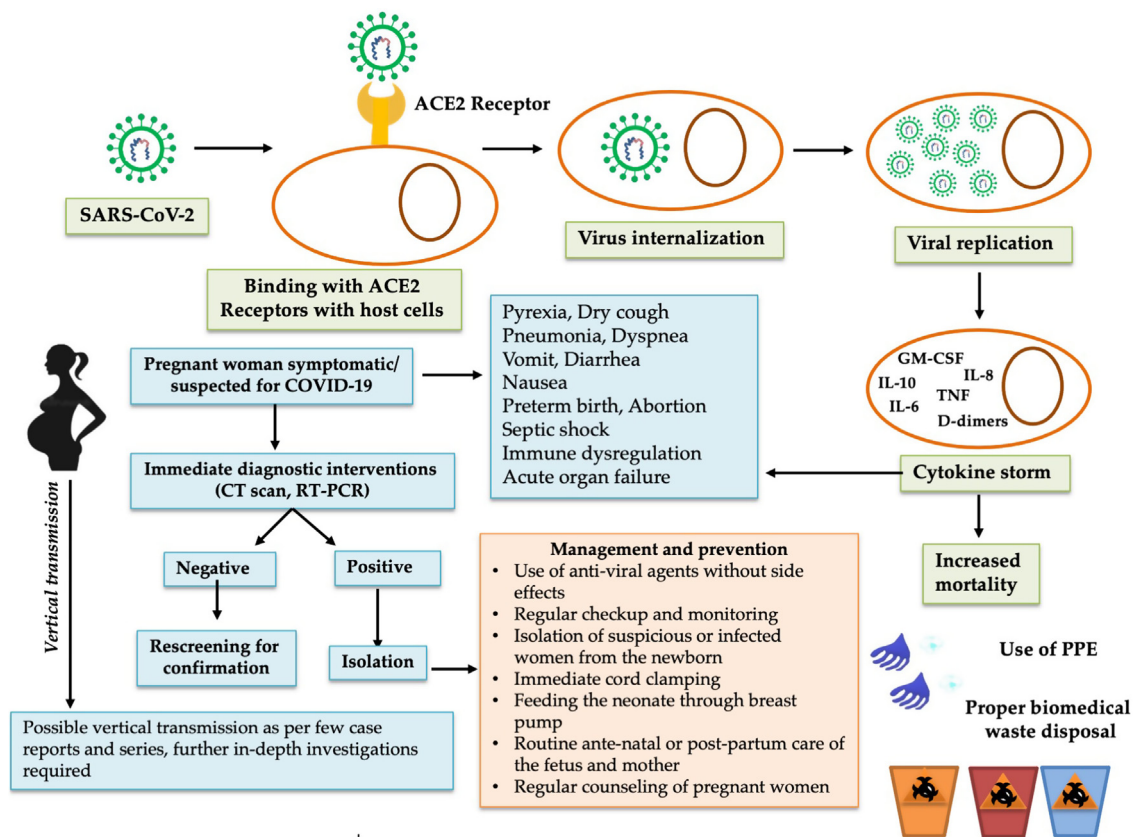 ACE2 Receptor
SARS-CoV-2
Binding with ACE2
Receptors with host cells
Virus internalization
Viral replication
GM-CSF
IL-8
IL-10
TNF
IL-6
D-dimers
Cytokine storm
Increased
mortality
Pregnant woman symptomatic/
suspected for COVID-19
Pyrexia, Dry cough
Pneumonia, Dyspnea
Vomit, Diarrhea
Nausea
Preterm birth, Abortion
Septic shock
Immune dysregulation
Acute organ failure
Immediate diagnostic interventions
(CT scan, RT-PCR)
Negative
Positive
Rescreening for
confirmation
Isolation
Vertical transmission
Possible vertical transmission as per few case
reports and series, further in-depth investigations
required
Management and prevention
• Use of anti-viral agents without side
effects
• Regular checkup and monitoring
• Isolation of suspicious or infected
women from the newborn
• Immediate cord clamping
• Feeding the neonate through breast
pump
• Routine ante-natal or post-partum care of
the fetus and mother
• Regular counseling of pregnant women
Use of PPE
Proper biomedical
waste disposal